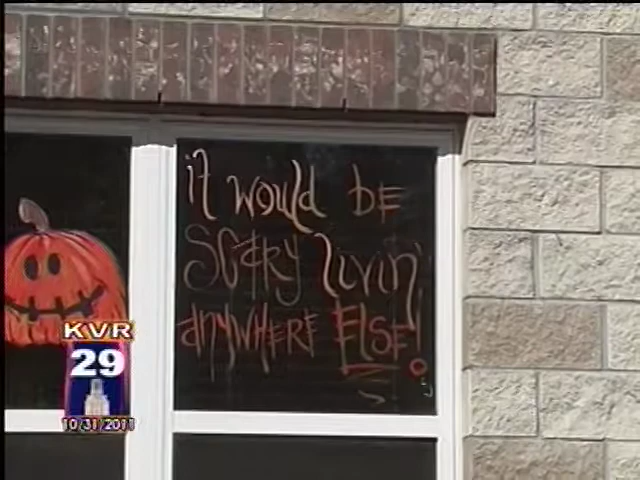 it would be
SCARY livin'
anywhere ELSE!
KVR
29
10/31/2011